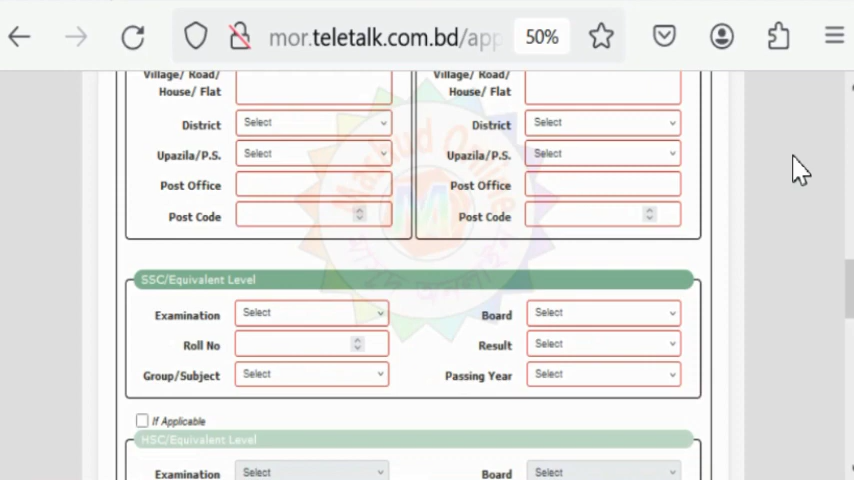 mor.teletalk.com.bd/app 50%
Village/ Road/ House/ Flat
Village/ Road/ House/ Flat
District Select District Select
Upazila/P.S. Select Upazila/P.S. Select
Post Office Post Office
Post Code Post Code
Mashud Online
SSC/Equivalent Level
Examination Select Board Select
Roll No Result Select
Group/Subject Select Passing Year Select
If Applicable
HSC/Equivalent Level
Examination Select Board Select